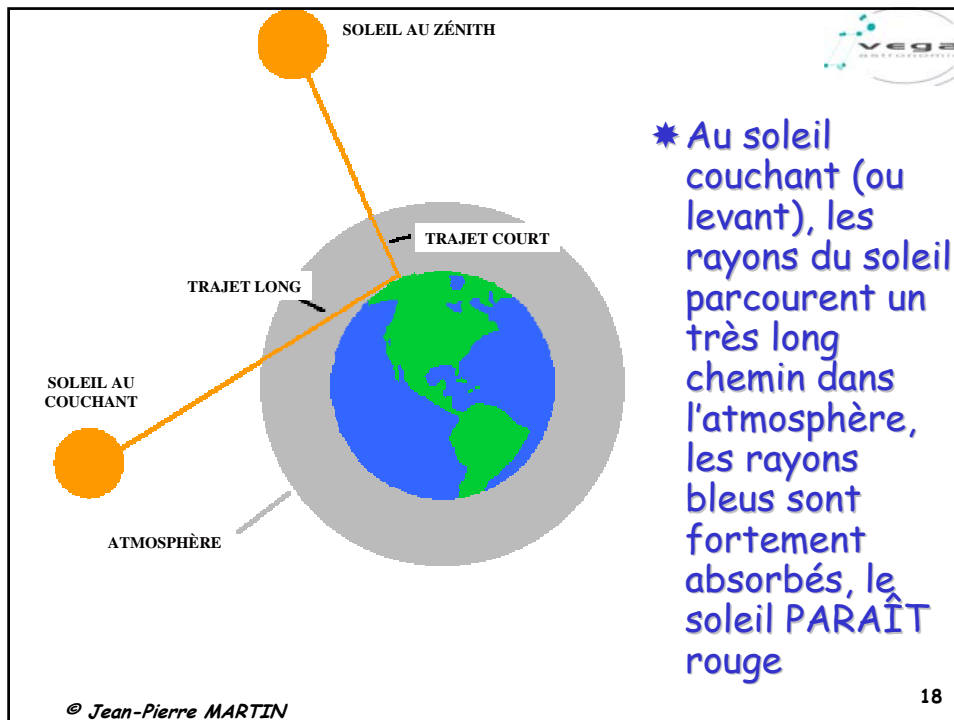 SOLEIL AU ZÉNITH
vega
astronomie
TRAJET COURT
TRAJET LONG
SOLEIL AU
COUCHANT
ATMOSPHÈRE
Au soleil
couchant (ou
levant), les
rayons du soleil
parcourent un
très long
chemin dans
l'atmosphère,
les rayons
bleus sont
fortement
absorbés, le
soleil PARAÎT
rouge
© Jean-Pierre MARTIN
18